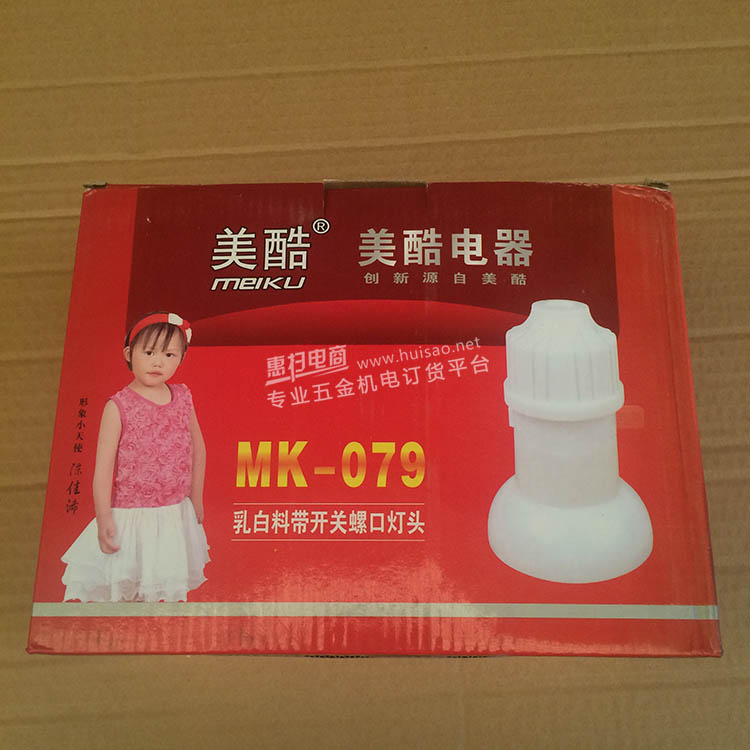 美酷®
MEIKU
美酷电器
创新源自美酷
惠扫电商 www.huisao.net
专业五金机电订货平台
形象小天使
MK-079
乳白料带开关螺口灯头